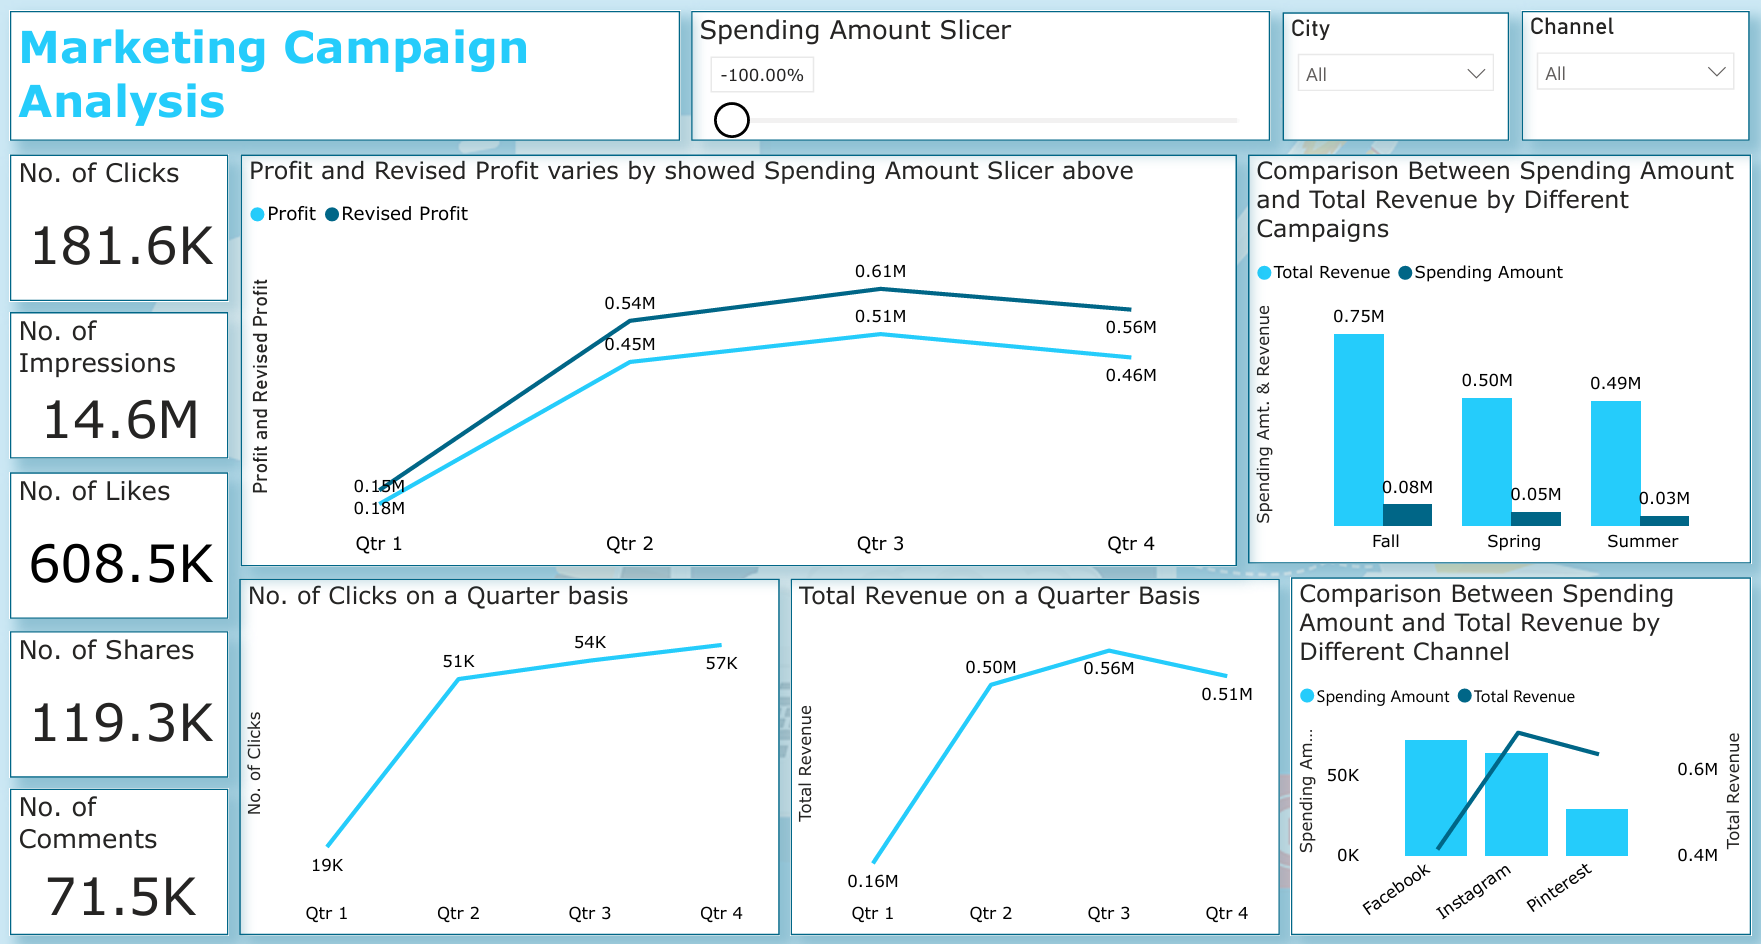 Marketing Campaign
Analysis
Spending Amount Slicer
-100.00%
City
All
Channel
All
No. of Clicks
181.6K
No. of
Impressions
14.6M
No. of Likes
608.5K
No. of Shares
119.3K
No. of
Comments
71.5K
Profit and Revised Profit varies by showed Spending Amount Slicer above
Profit Revised Profit
Profit and Revised Profit
0.61M
0.54M
0.51M
0.56M
0.45M
0.46M
0.15M
0.18M
Qtr 1 Qtr 2 Qtr 3 Qtr 4
Comparison Between Spending Amount
and Total Revenue by Different
Campaigns
Total Revenue Spending Amount
Spending Amt. & Revenue
0.75M
0.50M
0.49M
0.08M
0.05M
0.03M
Fall Spring Summer
No. of Clicks on a Quarter basis
No. of Clicks
54K
51K
57K
19K
Qtr 1 Qtr 2 Qtr 3 Qtr 4
Total Revenue on a Quarter Basis
Total Revenue
0.50M
0.56M
0.51M
0.16M
Qtr 1 Qtr 2 Qtr 3 Qtr 4
Comparison Between Spending
Amount and Total Revenue by
Different Channel
Spending Amount Total Revenue
Spending Am...
50K
0K
0.6M
0.4M
Total Revenue
Facebook Instagram Pinterest